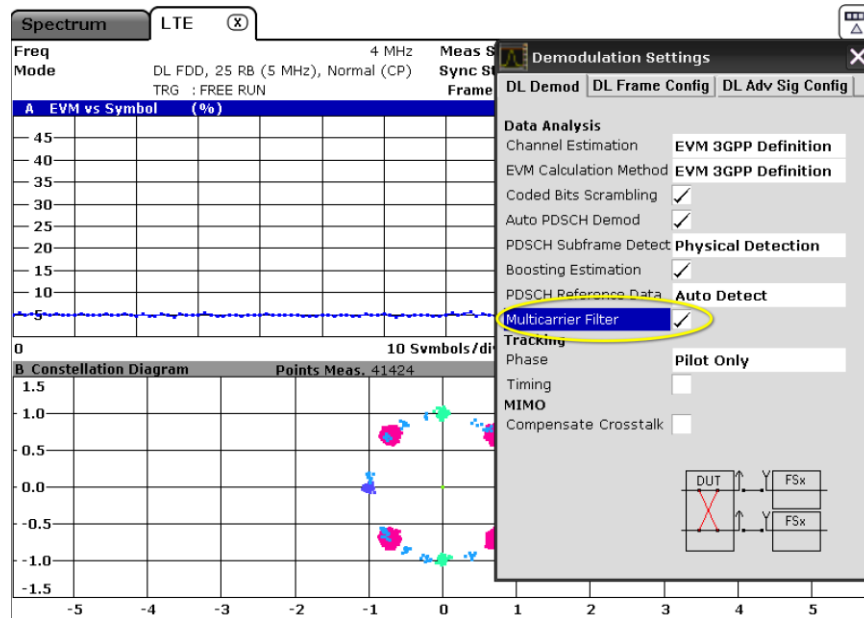 Spectrum
LTE
X
Freq 4 MHz Meas S
Mode DL FDD, 25 RB (5 MHz), Normal (CP) Sync St
TRG : FREE RUN Frame
A EVM vs Symbol (%)
45
40
35
30
25
20
15
10
5
0 10 Symbols/di
B Constellation Diagram Points Meas. 41424
1.5
1.0
0.5
0.0
-0.5
-1.0
-1.5
-5 -4 -3 -2 -1 0 1 2 3 4 5
Demodulation Settings
X
DL Demod DL Frame Config DL Adv Sig Config
Data Analysis
Channel Estimation EVM 3GPP Definition
EVM Calculation Method EVM 3GPP Definition
Coded Bits Scrambling
Auto PDSCH Demod
PDSCH Subframe Detect Physical Detection
Boosting Estimation
PDSCH Reference Data Auto Detect
Multicarrier Filter
Tracking
Phase Pilot Only
Timing
MIMO
Compensate Crosstalk
DUT FSx
FSx